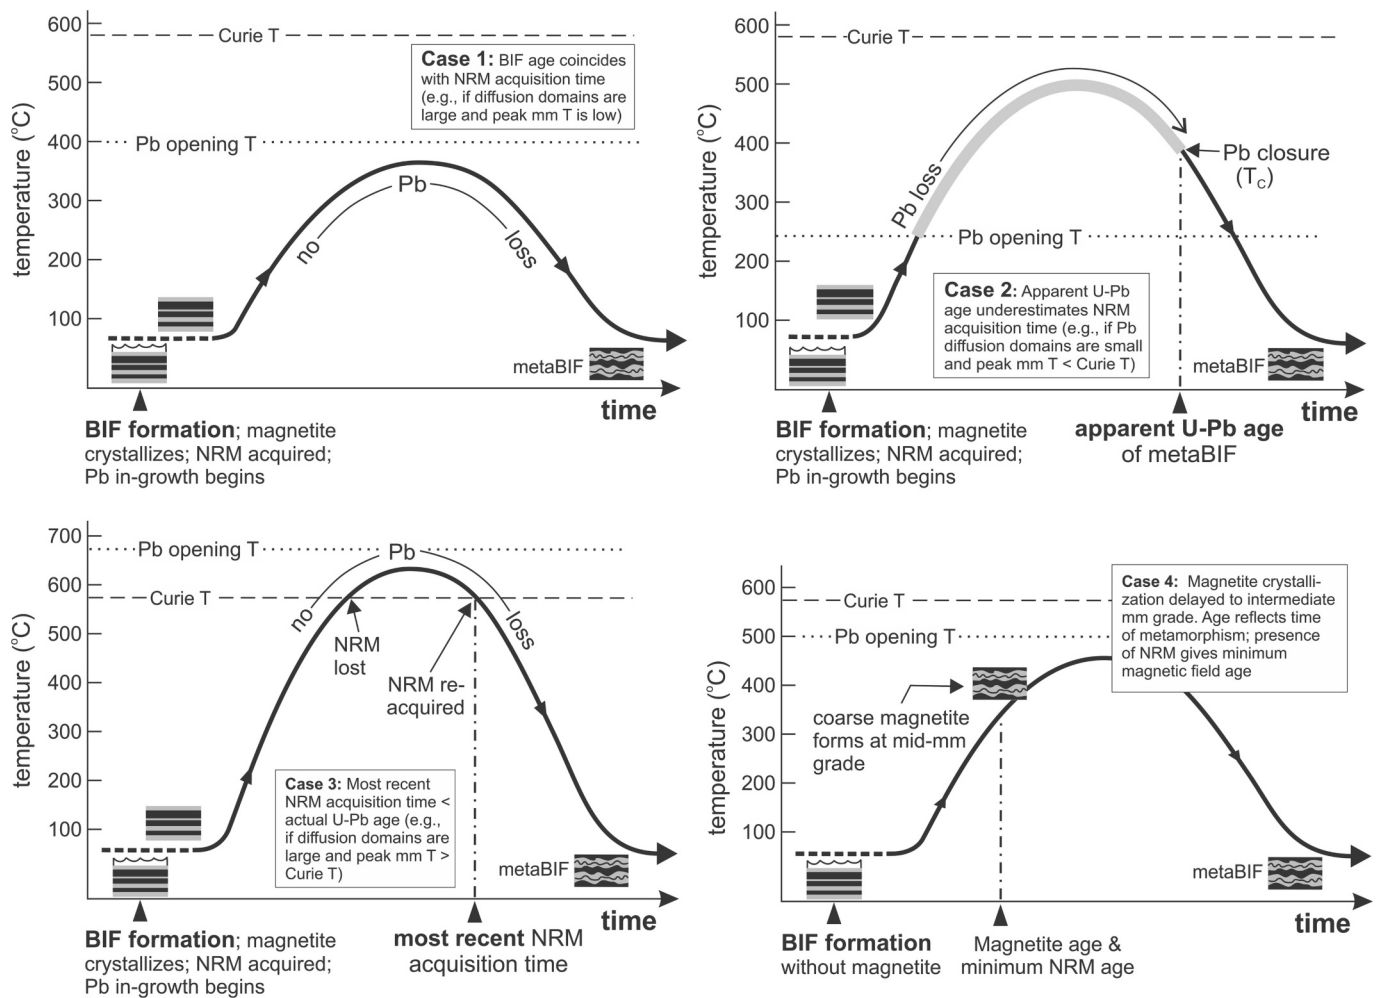 600
Curie T
Case 1: BIF age coincides
with NRM acquisition time
(e.g., if diffusion domains are
large and peak mm T is low)
500
400
Pb opening T
300
200
100
temperature (°C)
no
Pb
loss
metaBIF
time
BIF formation; magnetite
crystallizes; NRM acquired;
Pb in-growth begins
600
Curie T
500
400
300
200
100
temperature (°C)
Pb loss
Pb closure
(TC)
Pb opening T
Case 2: Apparent U-Pb
age underestimates NRM
acquisition time (e.g., if Pb
diffusion domains are small
and peak mm T < Curie T)
metaBIF
time
BIF formation; magnetite
crystallizes; NRM acquired;
Pb in-growth begins
apparent U-Pb age
of metaBIF
700
Pb opening T
600
Curie T
500
400
300
200
100
temperature (°C)
no
Pb
loss
NRM
lost
NRM re-
acquired
Case 3: Most recent
NRM acquisition time <
actual U-Pb age (e.g.,
if diffusion domains are
large and peak mm T >
Curie T)
metaBIF
time
BIF formation; magnetite
crystallizes; NRM acquired;
Pb in-growth begins
most recent NRM
acquisition time
600
Curie T
500
Pb opening T
400
300
200
100
temperature (°C)
Case 4: Magnetite crystalli-
zation delayed to intermediate
mm grade. Age reflects time
of metamorphism; presence
of NRM gives minimum
magnetic field age
coarse magnetite
forms at mid-mm
grade
metaBIF
time
BIF formation
without magnetite
Magnetite age &
minimum NRM age